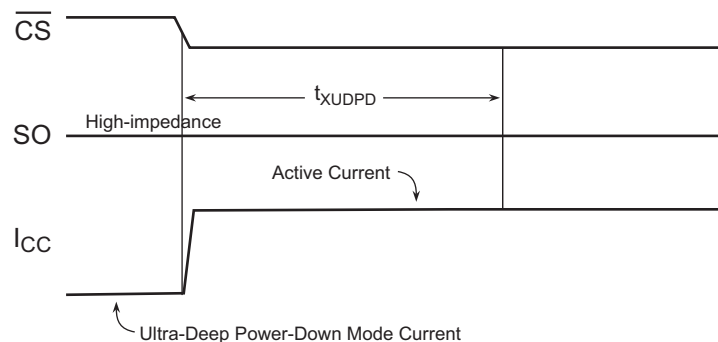 CS
tXUDPD
High-impedance
SO
Active Current
ICC
Ultra-Deep Power-Down Mode Current